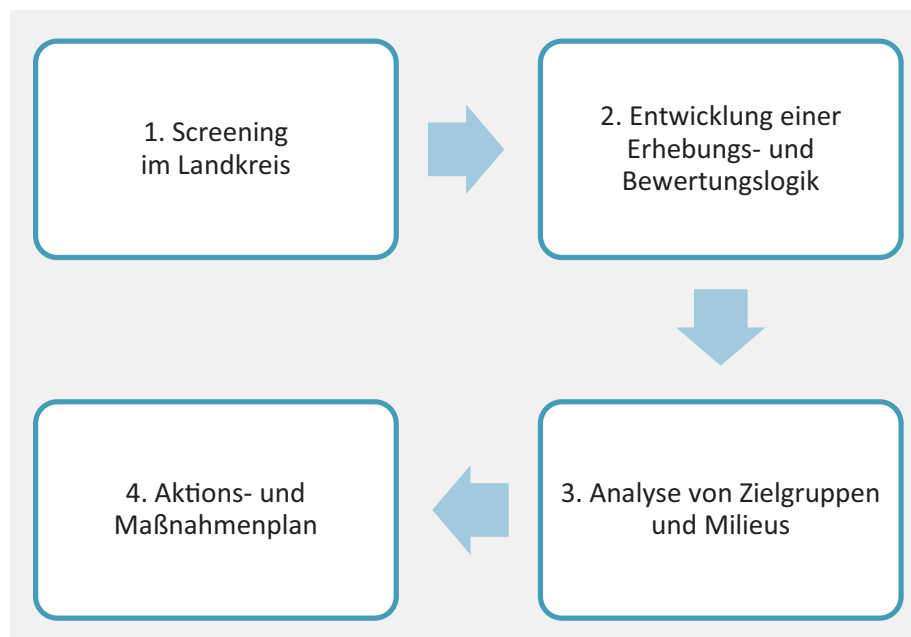 1. Screening
im Landkreis
2. Entwicklung einer
Erhebungs- und
Bewertungslogik
3. Analyse von Zielgruppen
und Milieus
4. Aktions- und
Maßnahmenplan